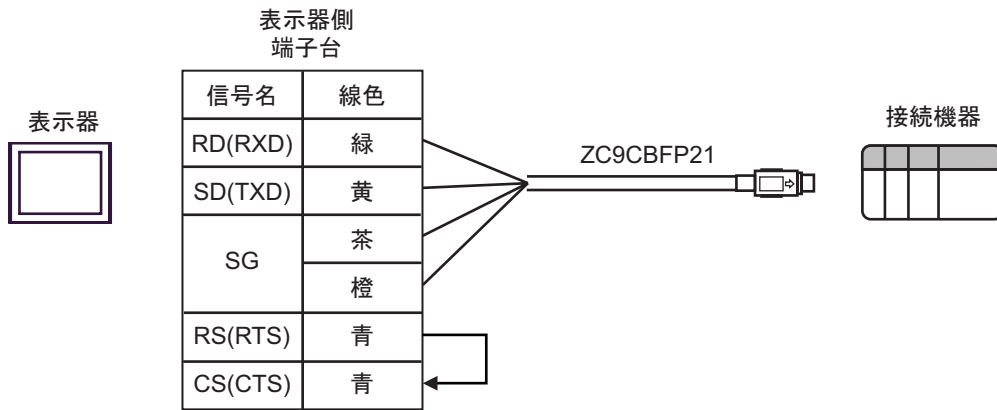 表示器側
端子台
表示器
信号名 線色
RD(RXD) 緑
SD(TXD) 黄
SG 茶
橙
RS(RTS) 青
CS(CTS) 青
ZC9CBFP21
接続機器